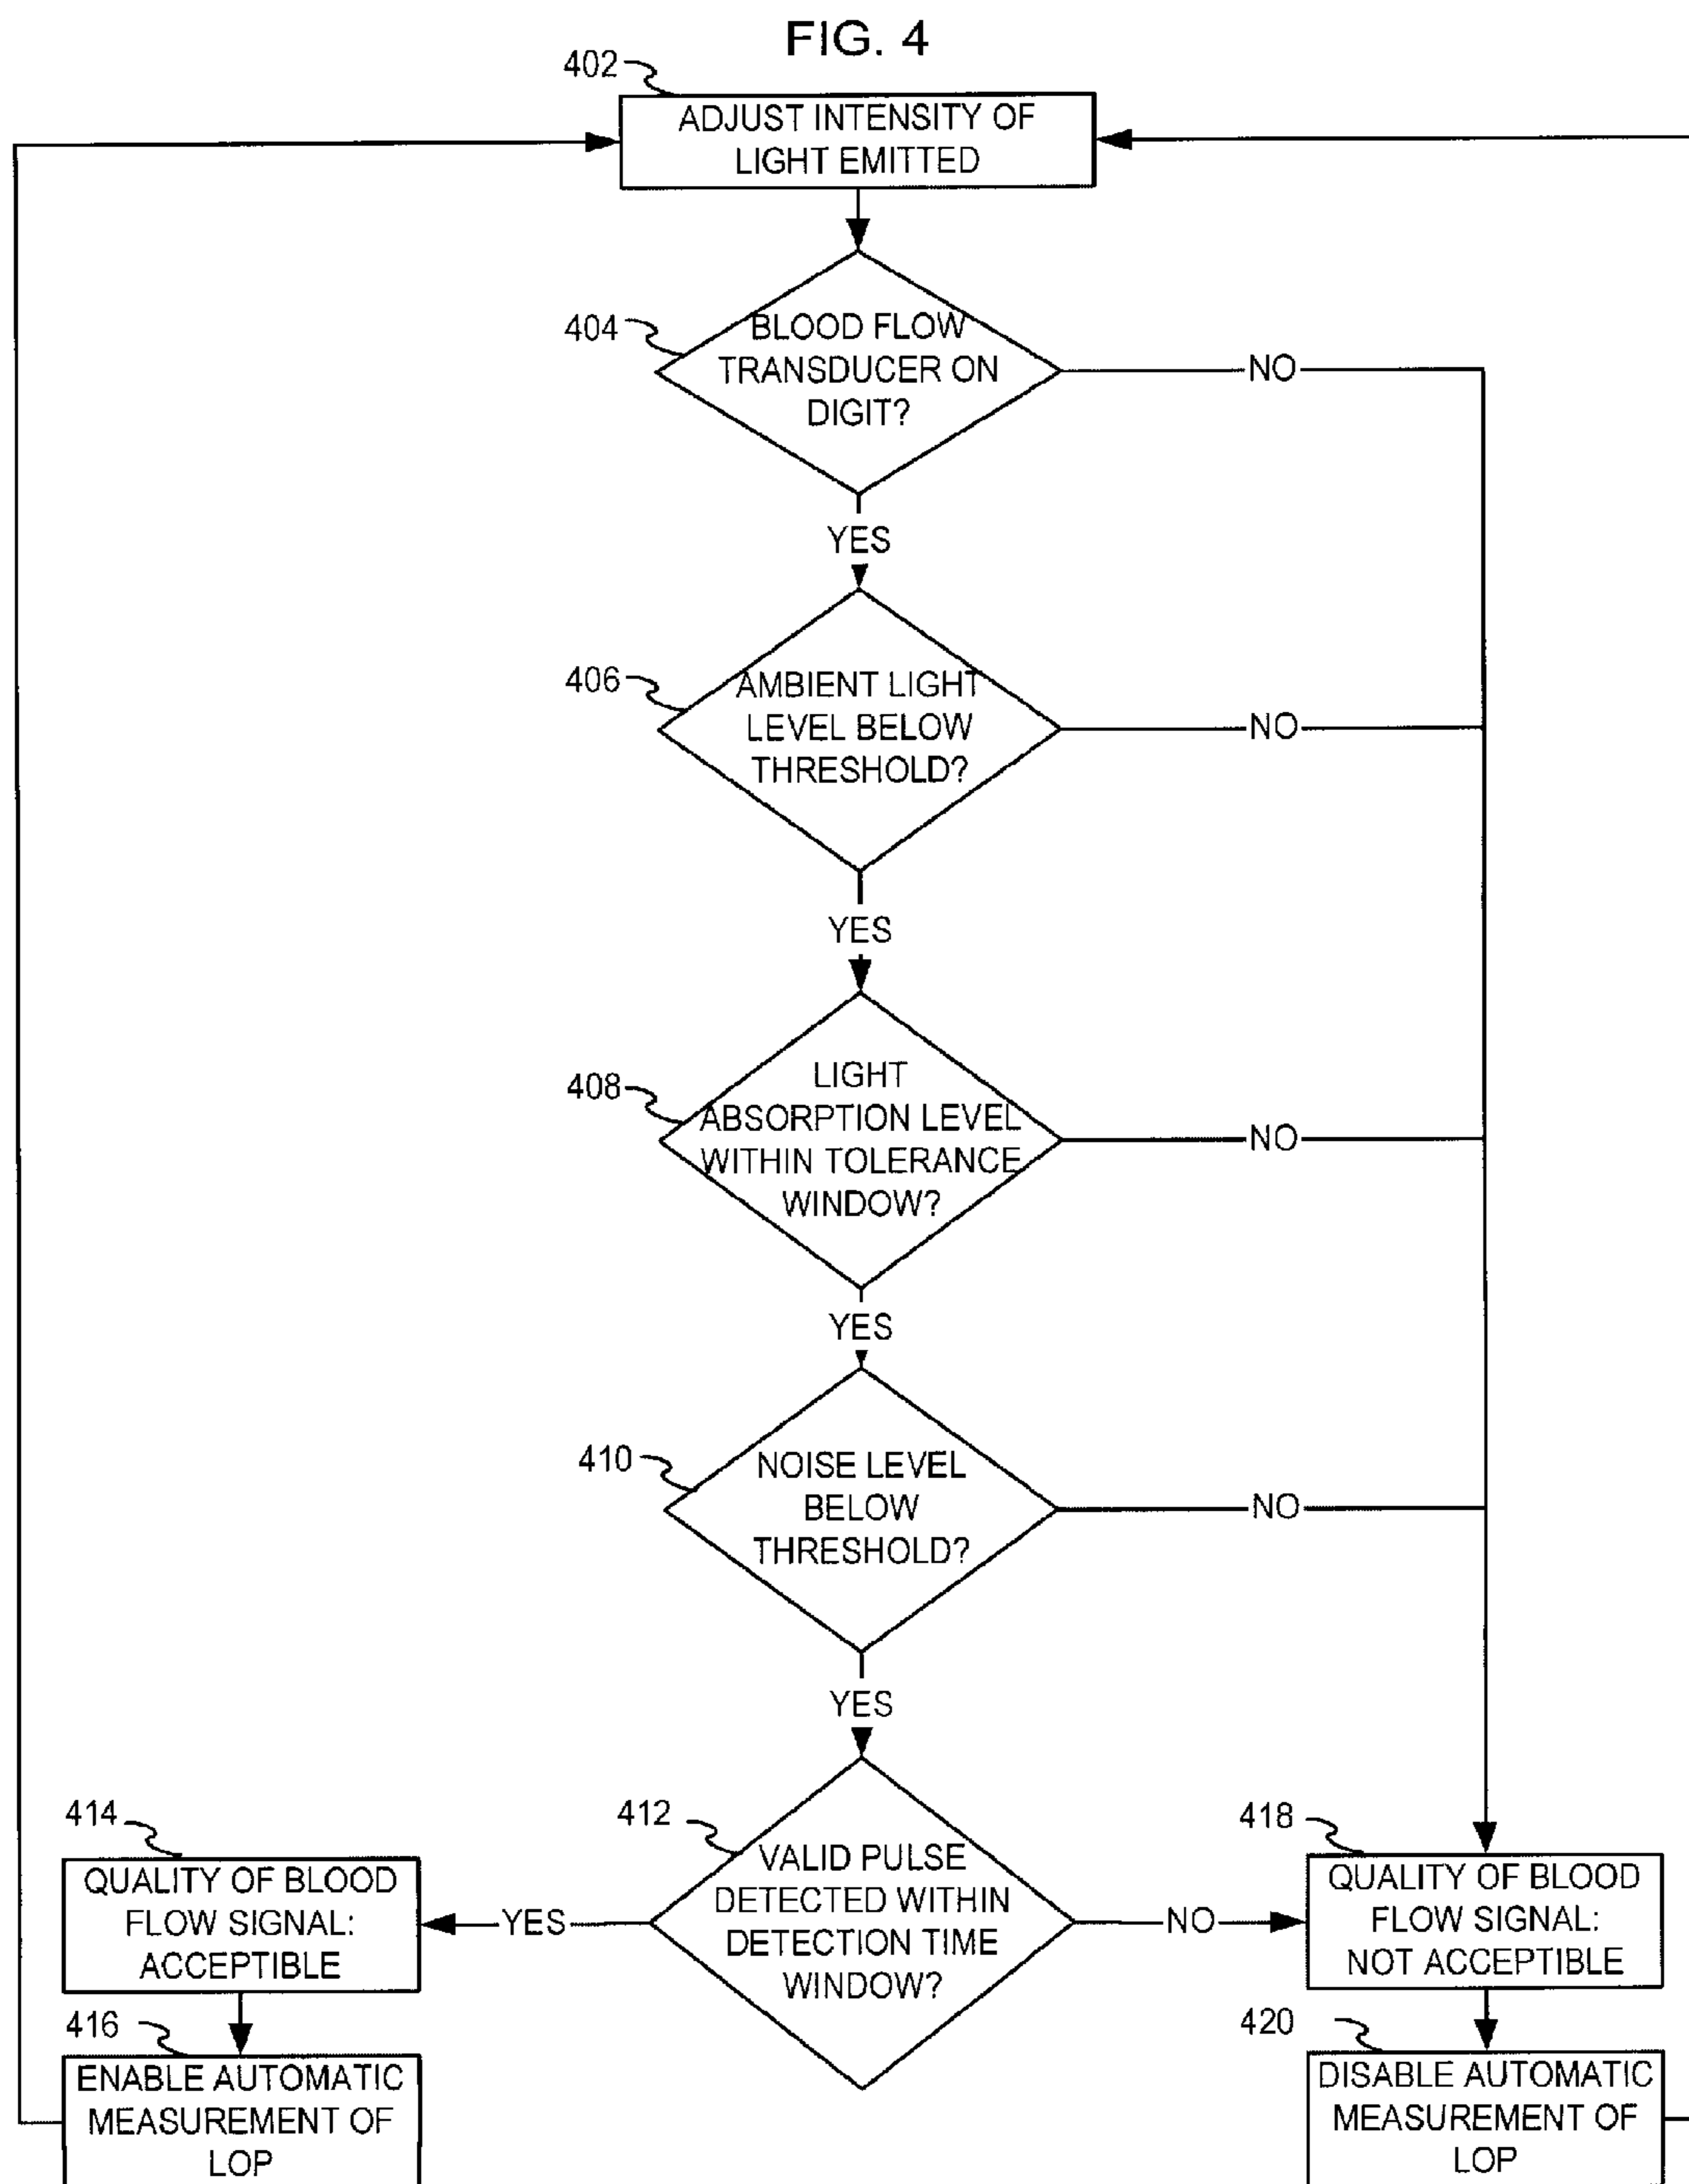 FIG. 4
402
ADJUST INTENSITY OF
LIGHT EMITTED
404
BLOOD FLOW
TRANSDUCER ON
DIGIT?
NO
YES
406
AMBIENT LIGHT
LEVEL BELOW
THRESHOLD?
NO
YES
408
LIGHT
ABSORPTION LEVEL
WITHIN TOLERANCE
WINDOW?
NO
YES
410
NOISE LEVEL
BELOW
THRESHOLD?
NO
YES
412
VALID PULSE
DETECTED WITHIN
DETECTION TIME
WINDOW?
YES
NO
414
QUALITY OF BLOOD
FLOW SIGNAL:
ACCEPTIBLE
416
ENABLE AUTOMATIC
MEASUREMENT OF
LOP
418
QUALITY OF BLOOD
FLOW SIGNAL:
NOT ACCEPTIBLE
420
DISABLE AUTOMATIC
MEASUREMENT OF
LOP